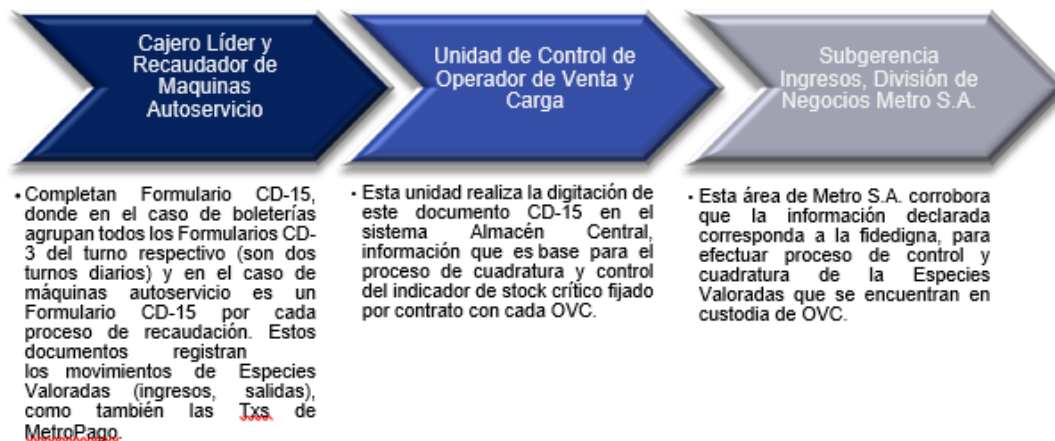 Cajero Líder y
Recaudador de
Maquinas
Autoservicio
• Completan Formulario CD-15,
donde en el caso de boleterías
agrupan todos los Formularios CD-
3 del turno respectivo (son dos
turnos diarios) y en el caso de
máquinas autoservicio es un
Formulario CD-15 por cada
proceso de recaudación. Estos
documentos registran
los movimientos de Especies
Valoradas (ingresos, salidas),
como también las Txs de
MetroPago.
Unidad de Control de
Operador de Venta y
Carga
• Esta unidad realiza la digitación de
este documento CD-15 en el
sistema Almacén Central,
información que es base para el
proceso de cuadratura y control
del indicador de stock crítico fijado
por contrato con cada OVC.
Subgerencia
Ingresos, División de
Negocios Metro S.A.
• Esta área de Metro S.A. corrobora
que la información declarada
corresponda a la fidedigna, para
efectuar proceso de control y
cuadratura de la Especies
Valoradas que se encuentran en
custodia de OVC.